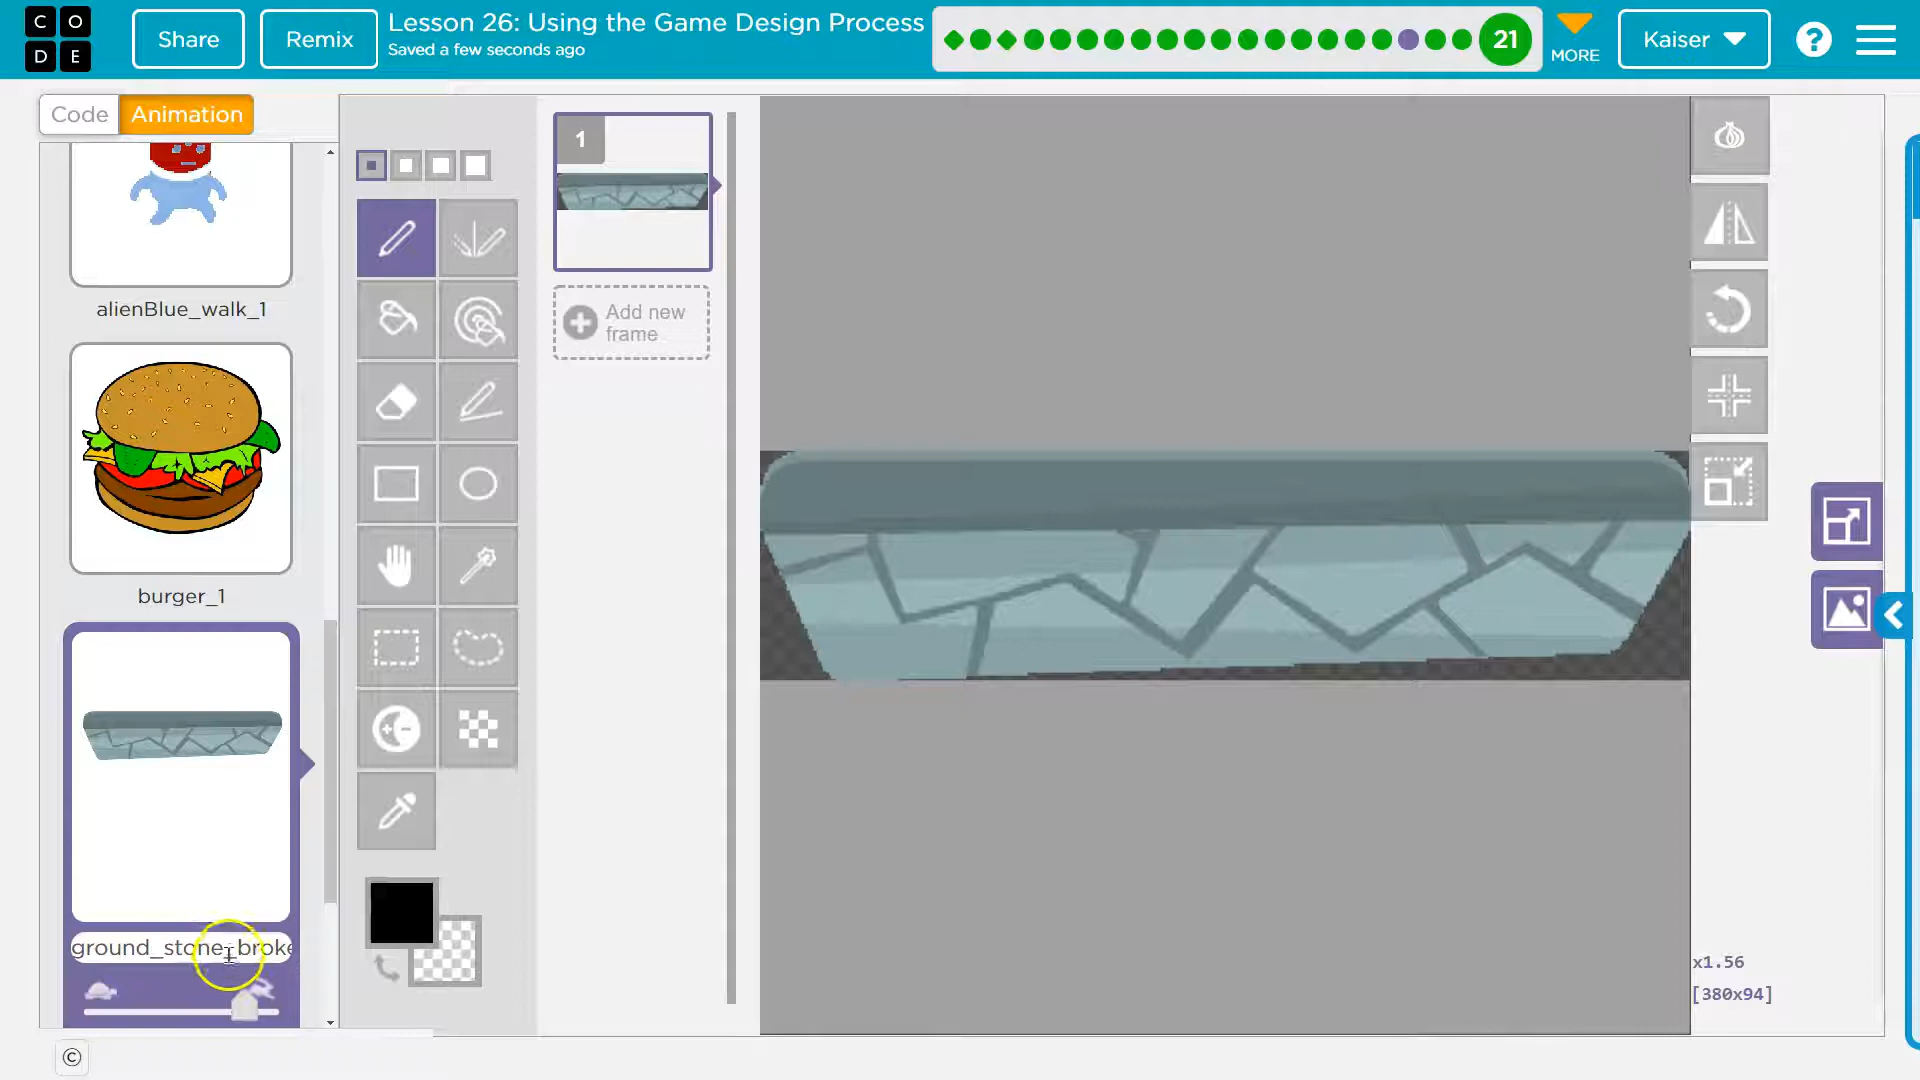 C O
D E
Share
Remix
Lesson 26: Using the Game Design Process
Saved a few seconds ago
21
MORE
Kaiser
?
Code
Animation
alienBlue_walk_1
burger_1
ground_stone_broke
1
Add new
frame
x1.56
[380x94]
©